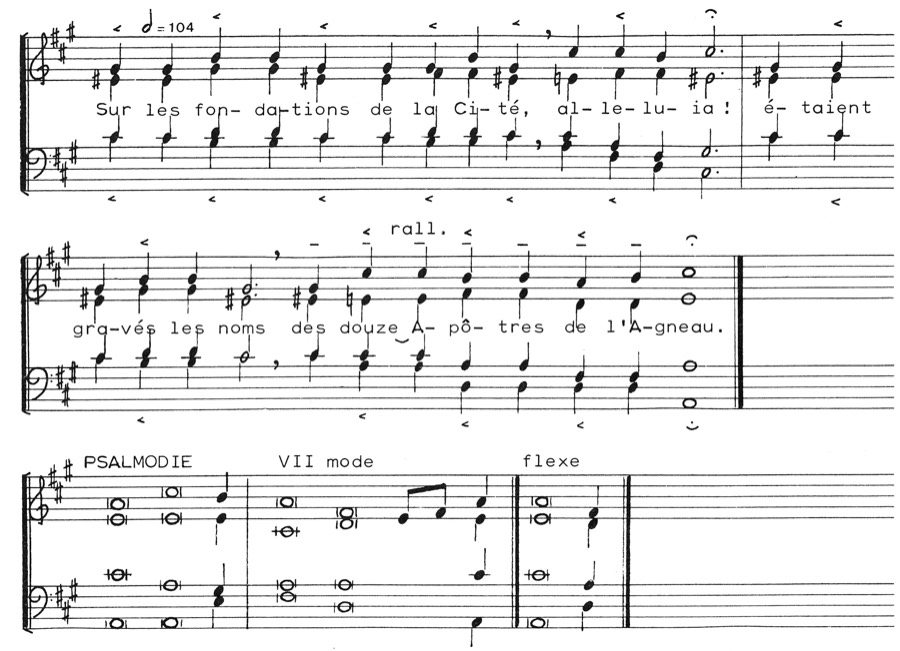 𝅗𝅥 = 104
Sur les fon- da-tions de la Ci-té, al-le-lu- ia ! é- taient
rall.
gra-vés les noms des douze‿A- pô- tres de l'A-gneau.
PSALMODIE VII mode flexe